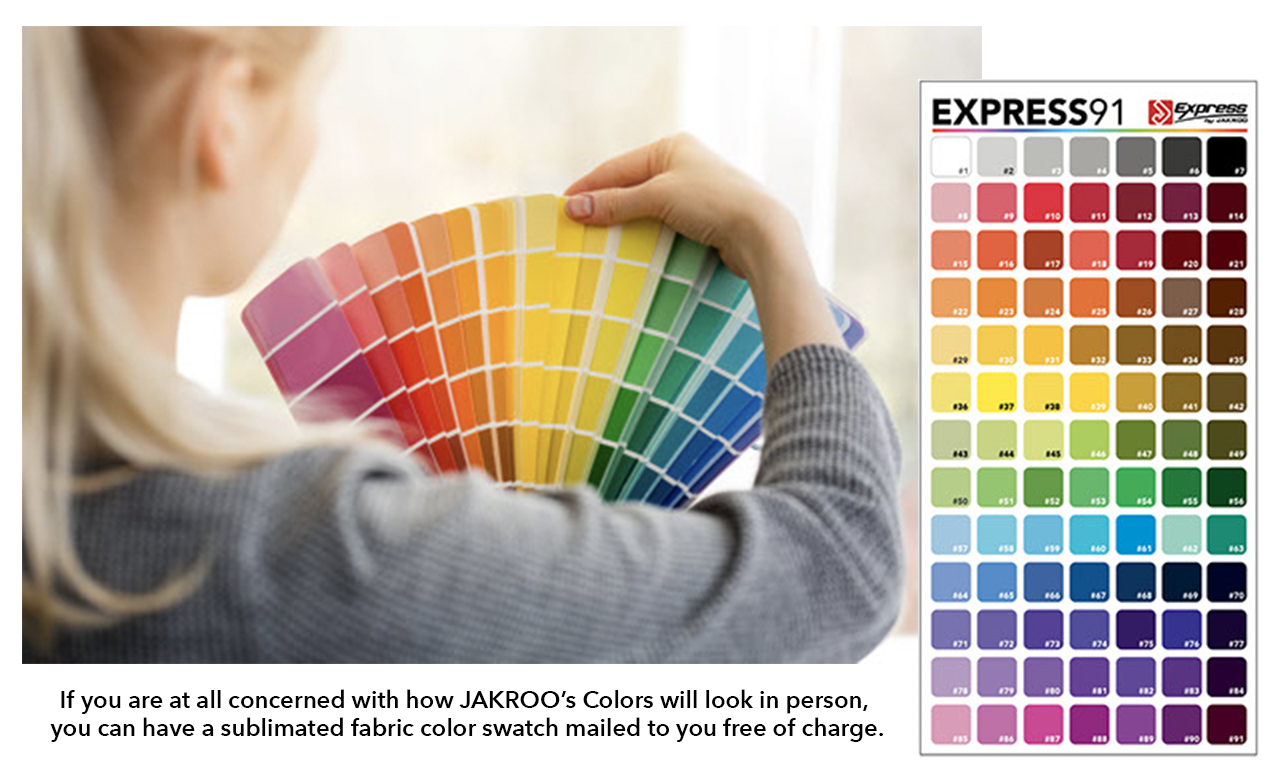 EXPRESS91
Express
by JAKROO
#1 #2 #3 #4 #5 #6 #7
#8 #9 #10 #11 #12 #13 #14
#15 #16 #17 #18 #19 #20 #21
#22 #23 #24 #25 #26 #27 #28
#29 #30 #31 #32 #33 #34 #35
#36 #37 #38 #39 #40 #41 #42
#43 #44 #45 #46 #47 #48 #49
#50 #51 #52 #53 #54 #55 #56
#57 #58 #59 #60 #61 #62 #63
#64 #65 #66 #67 #68 #69 #70
#71 #72 #73 #74 #75 #76 #77
#78 #79 #80 #81 #82 #83 #84
#85 #86 #87 #88 #89 #90 #91
If you are at all concerned with how JAKROO’s Colors will look in person,
you can have a sublimated fabric color swatch mailed to you free of charge.